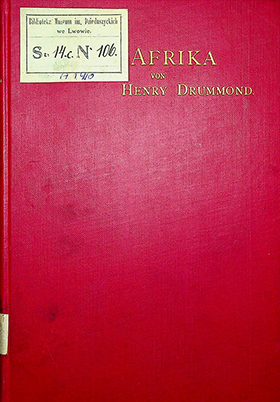 Biblioteka Muzeum im. Dzieduszyckich
we Lwowie.
S. 14.c. N° 106.
AFRIKA
VON
HENRY DRUMMOND.